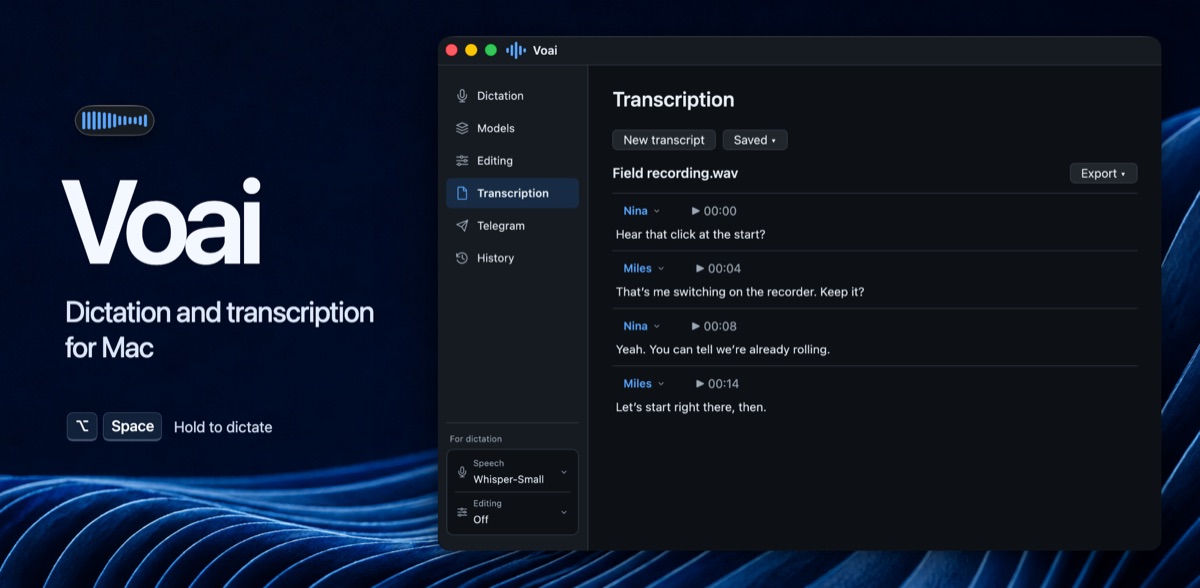 Voai
Dictation and transcription
for Mac
⌥ Space Hold to dictate
Voai
Dictation
Models
Editing
Transcription
Telegram
History
For dictation
Speech
Whisper-Small
Editing
Off
Transcription
New transcript Saved
Field recording.wav Export
Nina 00:00
Hear that click at the start?
Miles 00:04
That’s me switching on the recorder. Keep it?
Nina 00:08
Yeah. You can tell we’re already rolling.
Miles 00:14
Let’s start right there, then.